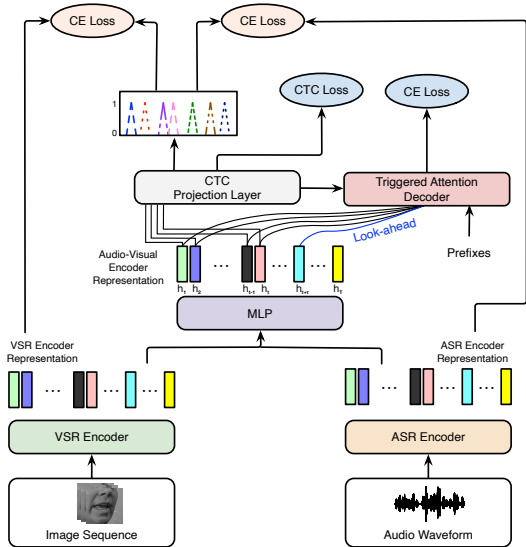 CE Loss
CE Loss
1
0
CTC Loss
CE Loss
CTC
Projection Layer
Triggered Attention
Decoder
Look-ahead
Prefixes
Audio-Visual
Encoder
Representation
...
...
h₁ h₂ hₜ₋₁ hₜ hₜ₊τ h_T
MLP
VSR Encoder
Representation
ASR Encoder
Representation
... ...
... ...
VSR Encoder
ASR Encoder
Image Sequence
Audio Waveform